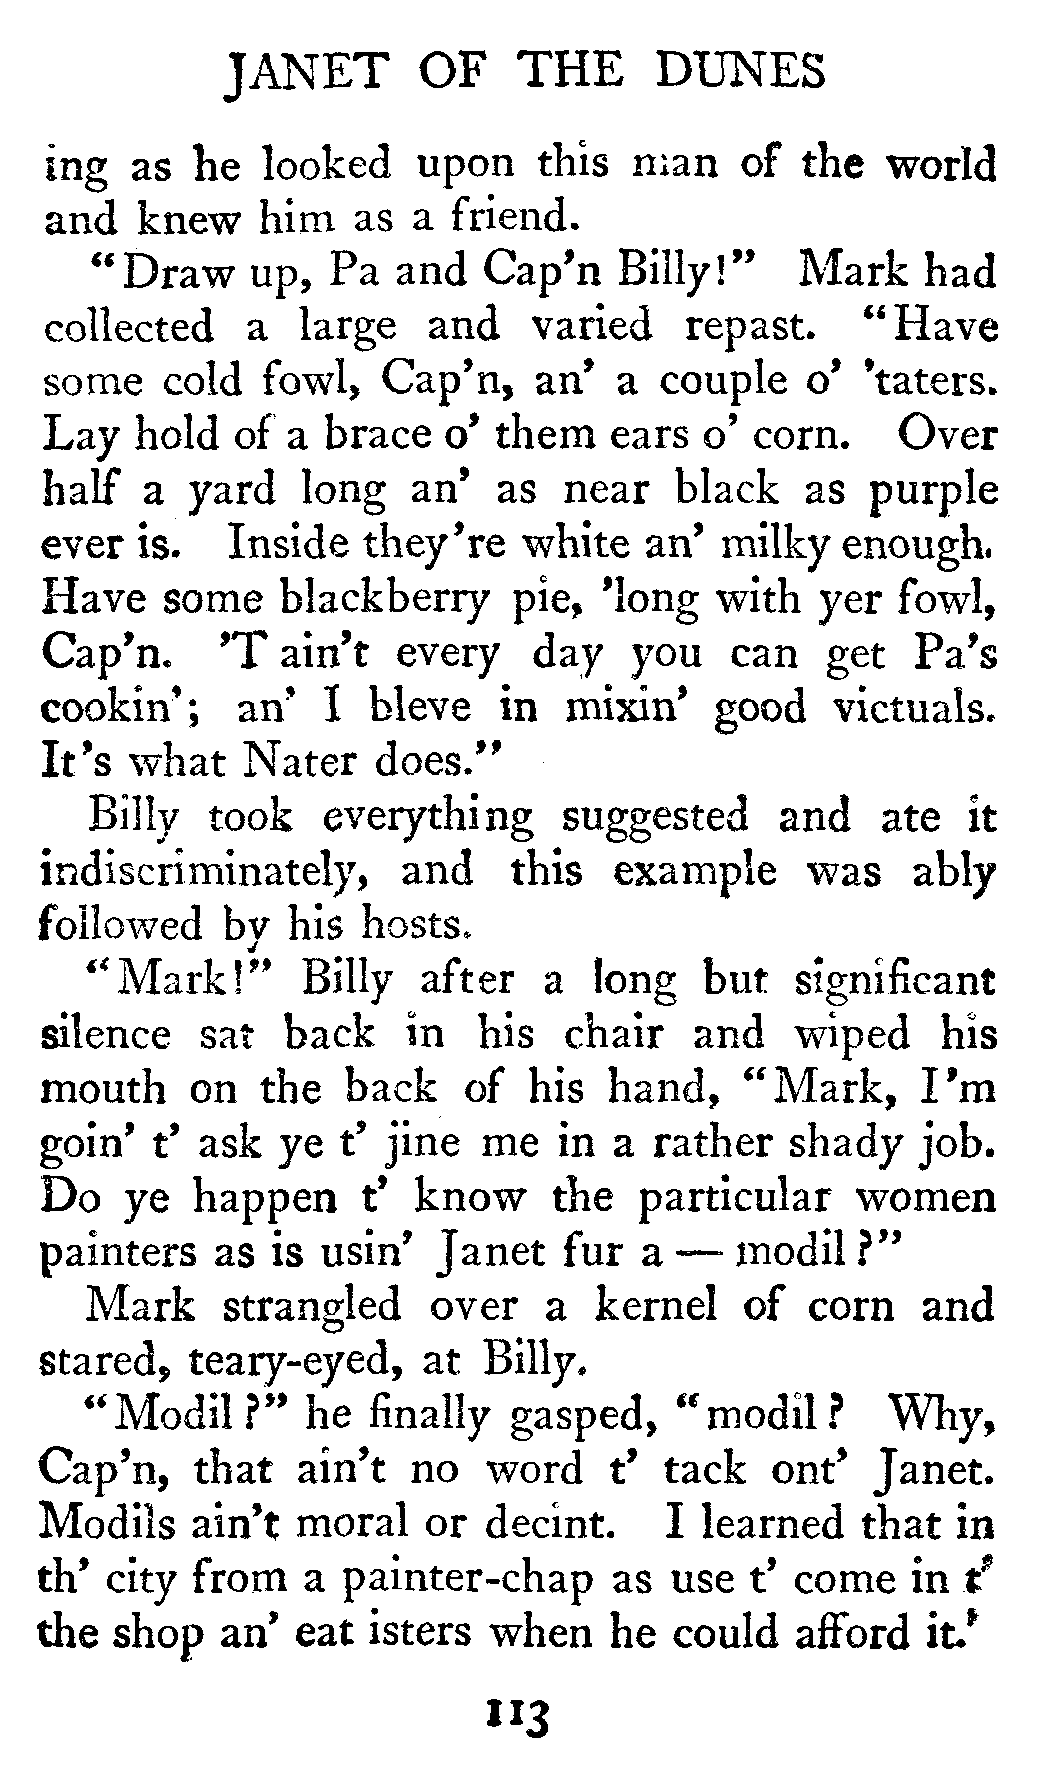 JANET OF THE DUNES
ing as he looked upon this man of the world
and knew him as a friend.
"Draw up, Pa and Cap'n Billy!" Mark had
collected a large and varied repast. "Have
some cold fowl, Cap'n, an' a couple o' 'taters.
Lay hold of a brace o' them ears o' corn. Over
half a yard long an' as near black as purple
ever is. Inside they're white an' milky enough.
Have some blackberry pie, 'long with yer fowl,
Cap'n. 'T ain't every day you can get Pa's
cookin'; an' I bleve in mixin' good victuals.
It's what Nater does."
Billy took everything suggested and ate it
indiscriminately, and this example was ably
followed by his hosts.
"Mark!" Billy after a long but significant
silence sat back in his chair and wiped his
mouth on the back of his hand, "Mark, I'm
goin' t' ask ye t' jine me in a rather shady job.
Do ye happen t' know the particular women
painters as is usin' Janet fur a — modil?"
Mark strangled over a kernel of corn and
stared, teary-eyed, at Billy.
"Modil?" he finally gasped, "modil? Why,
Cap'n, that ain't no word t' tack ont' Janet.
Modils ain't moral or decint. I learned that in
th' city from a painter-chap as use t' come in t'
the shop an' eat isters when he could afford it.'
113